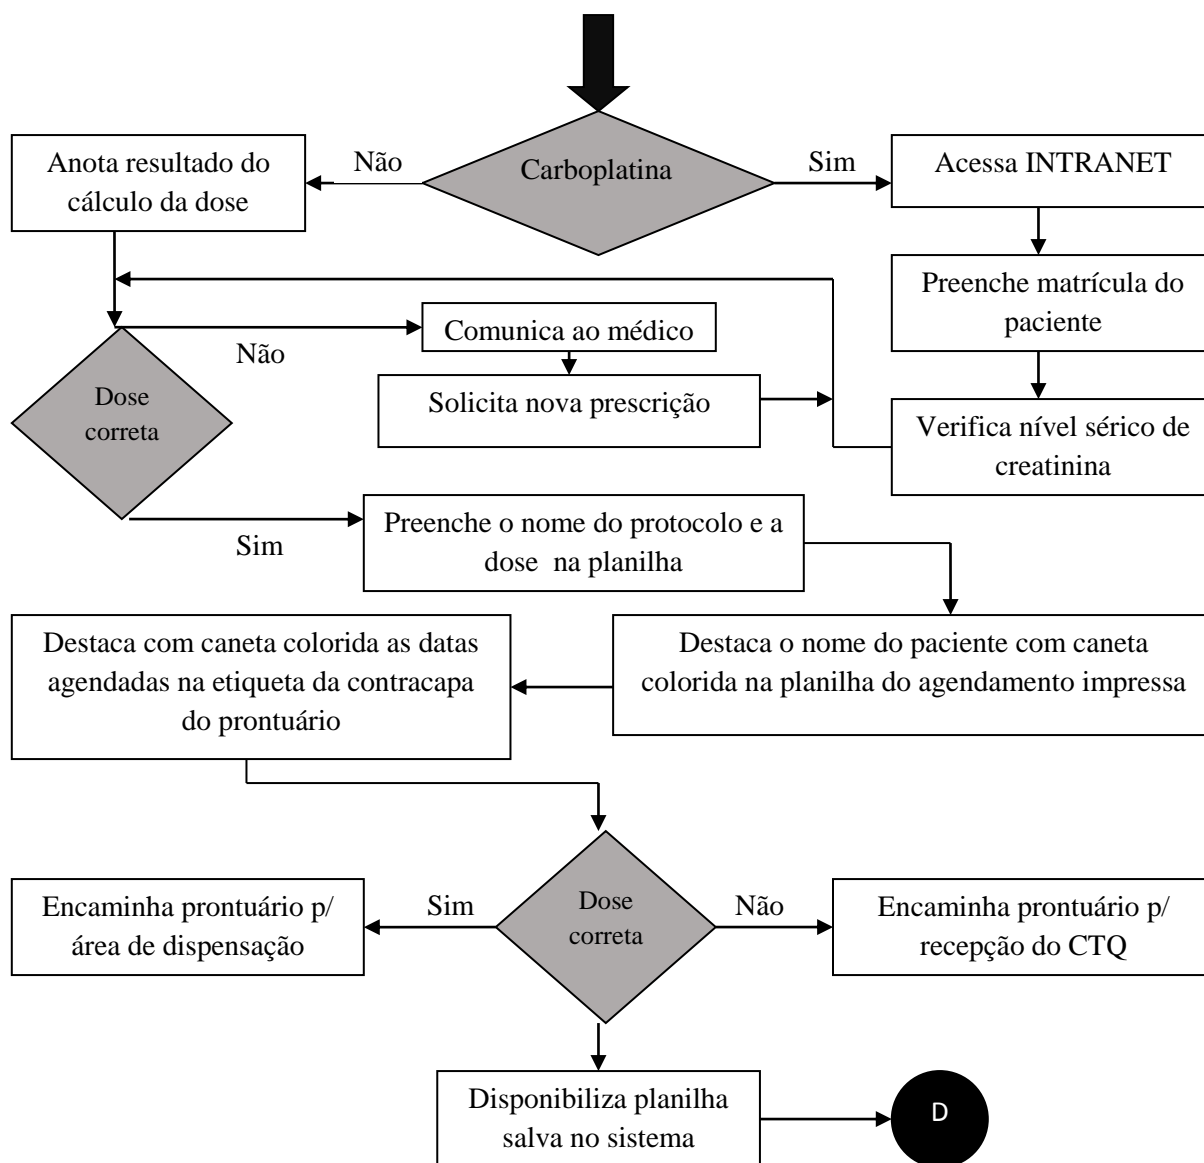 Anota resultado do
cálculo da dose
Não
Carboplatina
Sim
Acessa INTRANET
Preenche matrícula do
paciente
Comunica ao médico
Não
Dose
correta
Solicita nova prescrição
Verifica nível sérico de
creatinina
Sim
Preenche o nome do protocolo e a
dose  na planilha
Destaca com caneta colorida as datas
agendadas na etiqueta da contracapa
do prontuário
Destaca o nome do paciente com caneta
colorida na planilha do agendamento impressa
Encaminha prontuário p/
área de dispensação
Sim
Dose
correta
Não
Encaminha prontuário p/
recepção do CTQ
Disponibiliza planilha
salva no sistema
D